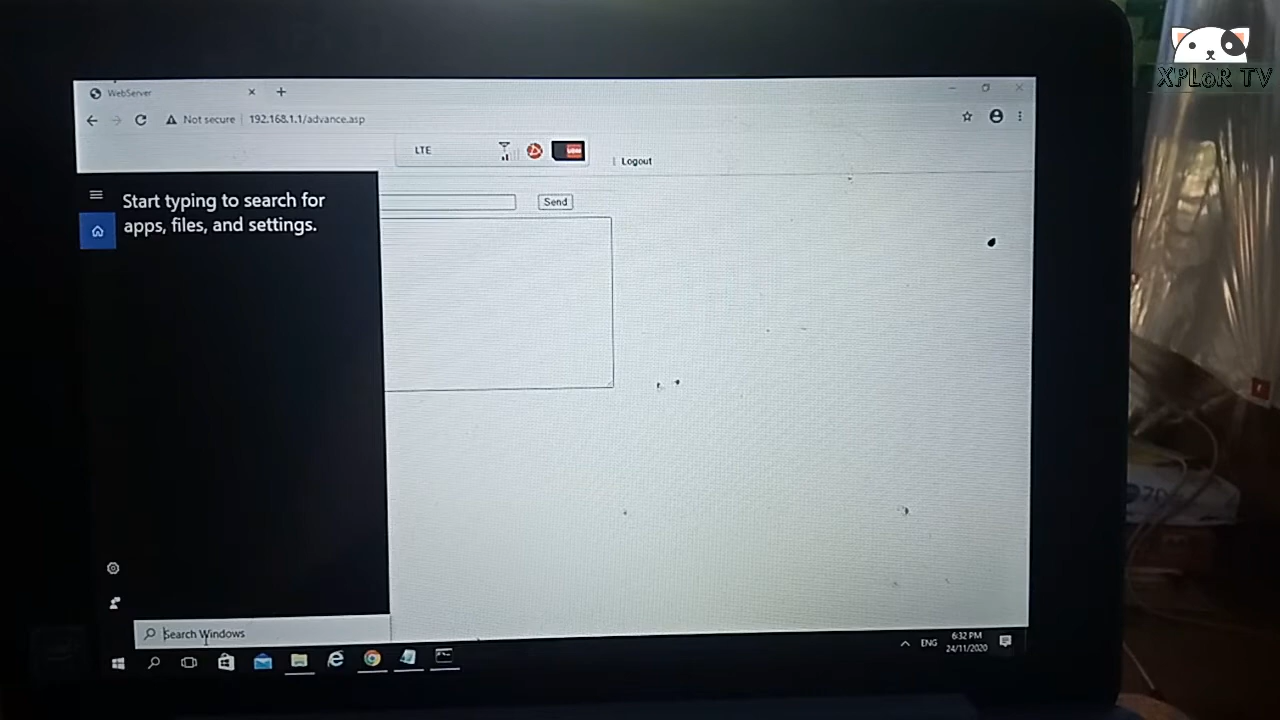 XPLoR TV
WebServer
Not secure
192.168.1.1/advance.asp
LTE
Logout
Send
Start typing to search for
apps, files, and settings.
Search Windows
ENG
6:32 PM
24/11/2020